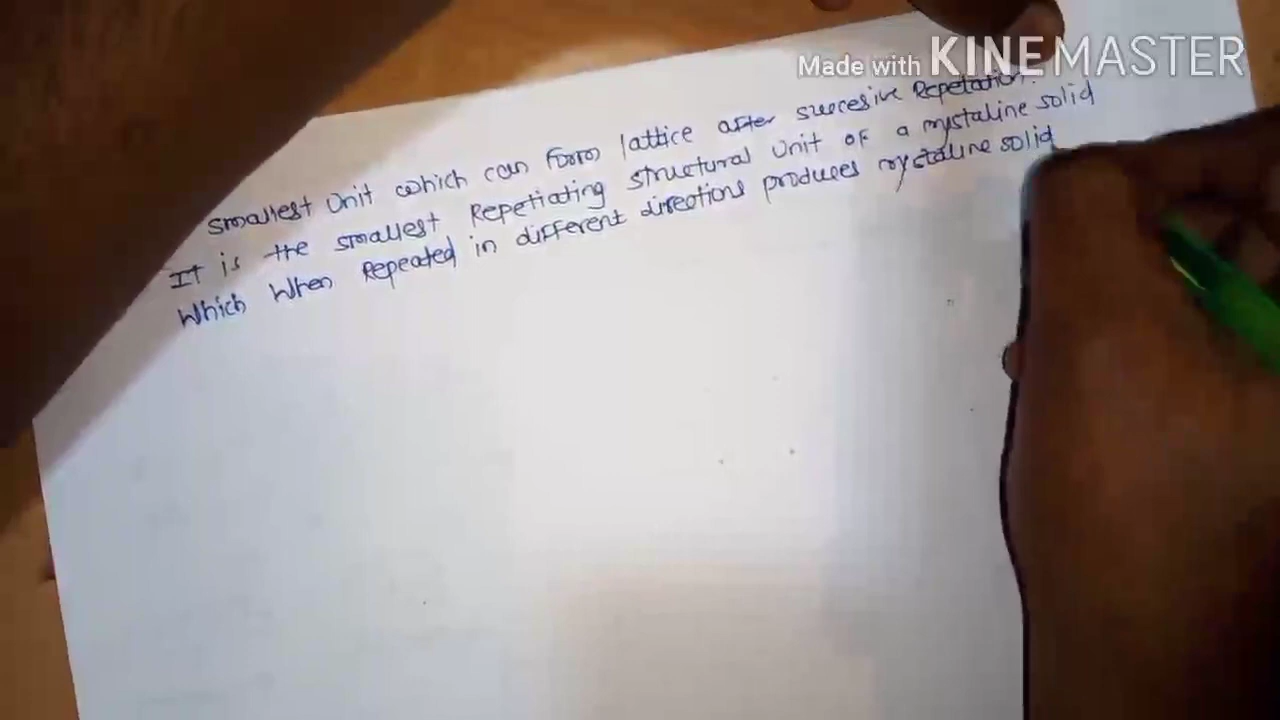 Made with KINEMASTER
smallest Unit which can form lattice after succesive Repetation.
It is the smallest Repetiating structural Unit of a crystaline solid
Which When Repeated in different directions produces crystaline solid